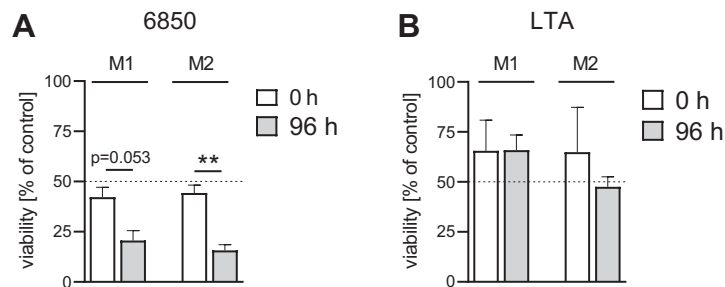 A
6850
M1
M2
0 h
96 h
viability [% of control]
100
75
50
25
0
p=0.053
**
B
LTA
M1
M2
0 h
96 h
viability [% of control]
100
75
50
25
0